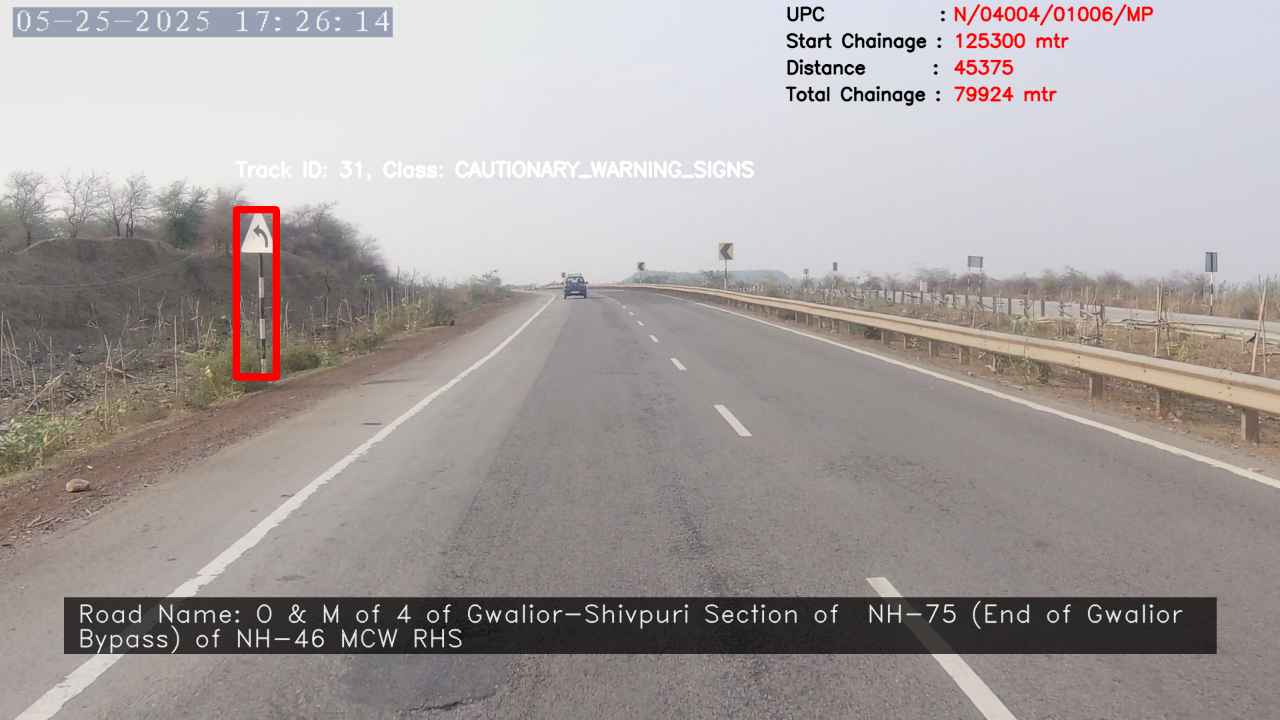 05-25-2025 17:26:14
UPC : N/04004/01006/MP
Start Chainage : 125300 mtr
Distance : 45375
Total Chainage : 79924 mtr
Track ID: 31, Class: CAUTIONARY_WARNING_SIGNS
Road Name: O & M of 4 of Gwalior-Shivpuri Section of NH-75 (End of Gwalior
Bypass) of NH-46 MCW RHS